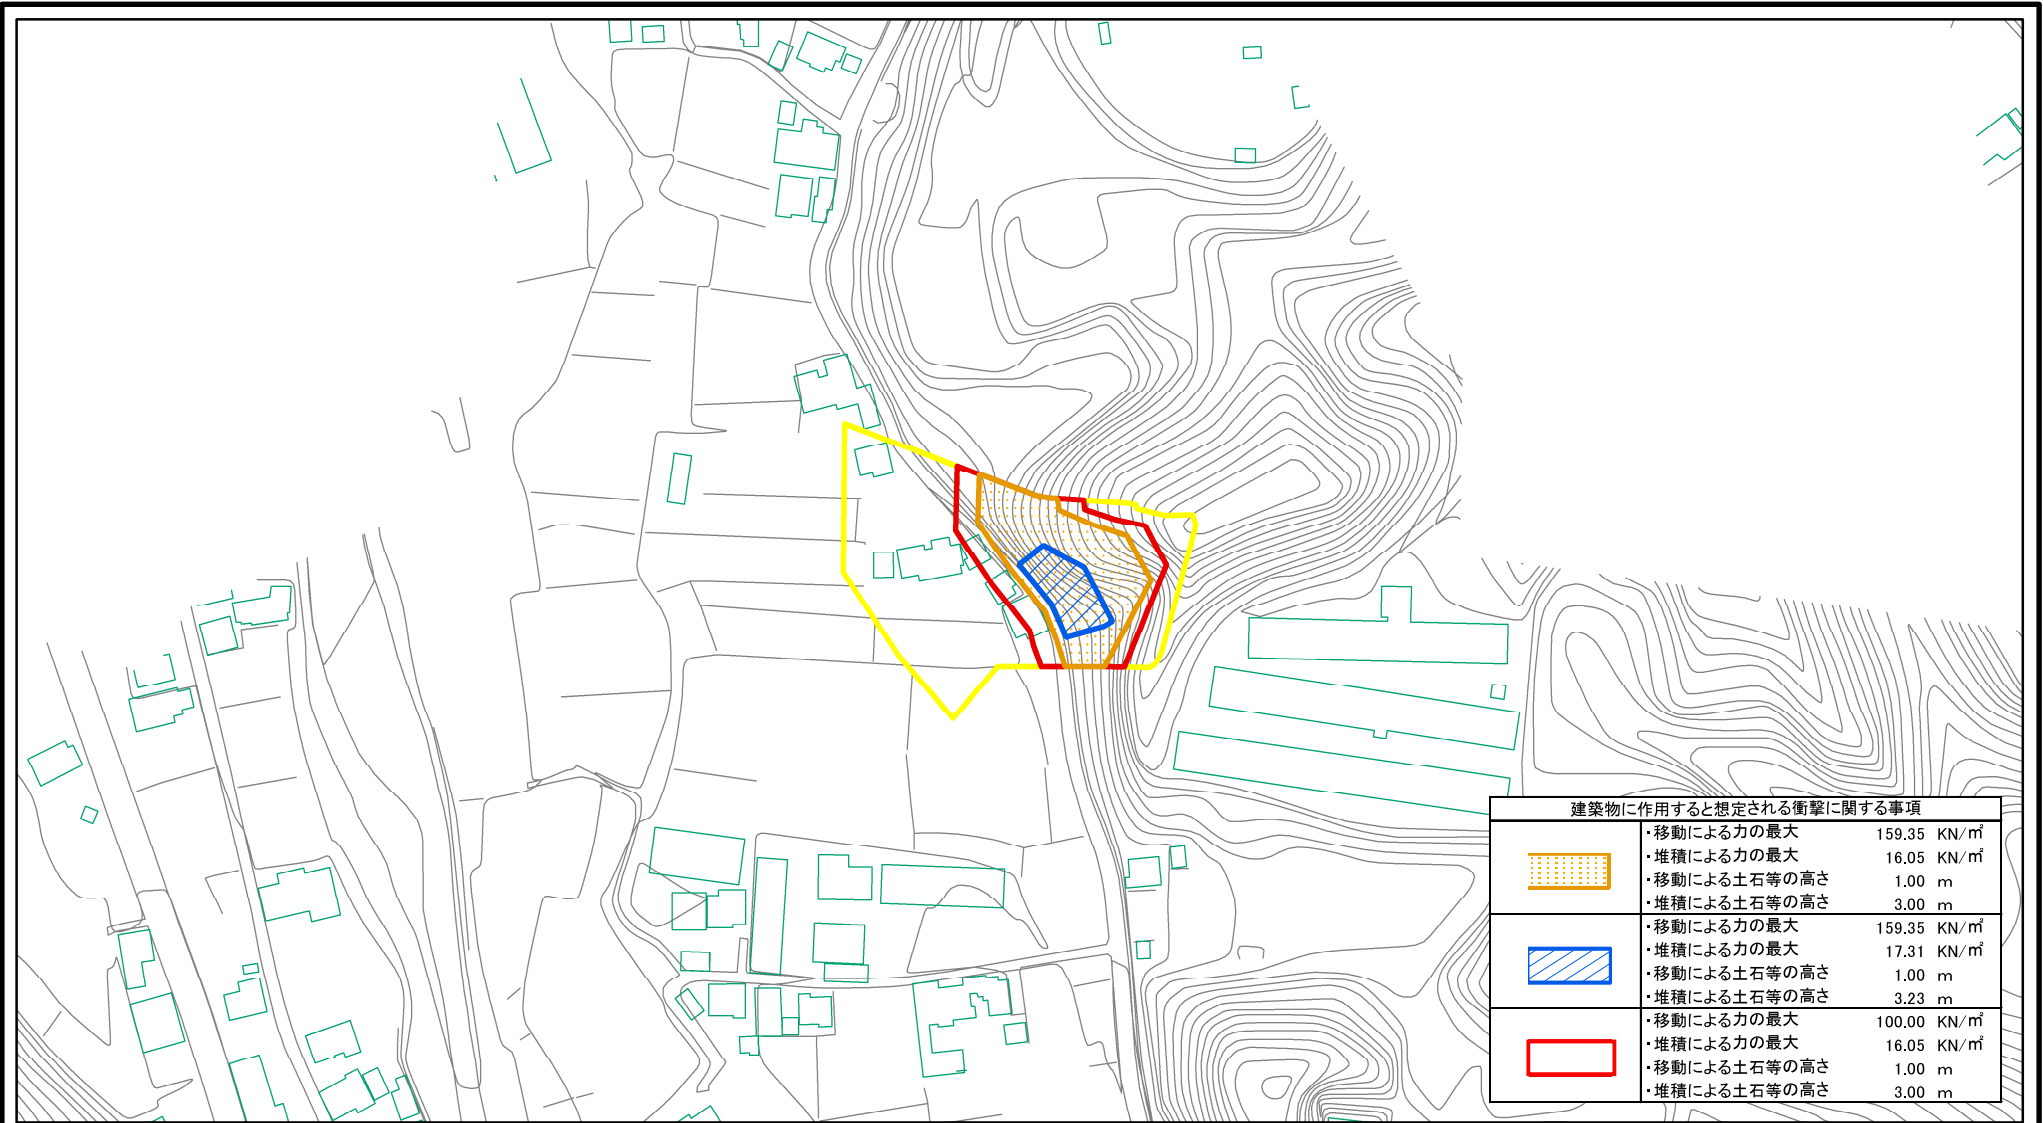 建築物に作用すると想定される衝撃に関する事項
・移動による力の最大 159.35 KN/㎡
・堆積による力の最大 16.05 KN/㎡
・移動による土石等の高さ 1.00 m
・堆積による土石等の高さ 3.00 m
・移動による力の最大 159.35 KN/㎡
・堆積による力の最大 17.31 KN/㎡
・移動による土石等の高さ 1.00 m
・堆積による土石等の高さ 3.23 m
・移動による力の最大 100.00 KN/㎡
・堆積による力の最大 16.05 KN/㎡
・移動による土石等の高さ 1.00 m
・堆積による土石等の高さ 3.00 m